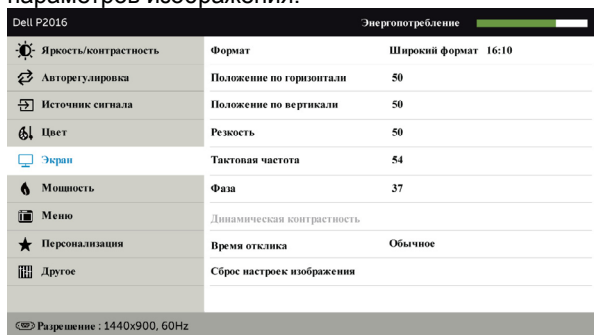 параметров изображения.
Dell P2016 Энергопотребление
Яркость/контрастность Формат Широкий формат 16:10
Авторегулировка Положение по горизонтали 50
Источник сигнала Положение по вертикали 50
Цвет Резкость 50
Экран Тактовая частота 54
Мощность Фаза 37
Меню Динамическая контрастность
Персонализация Время отклика Обычное
Другое Сброс настроек изображения
Разрешение : 1440x900, 60Hz